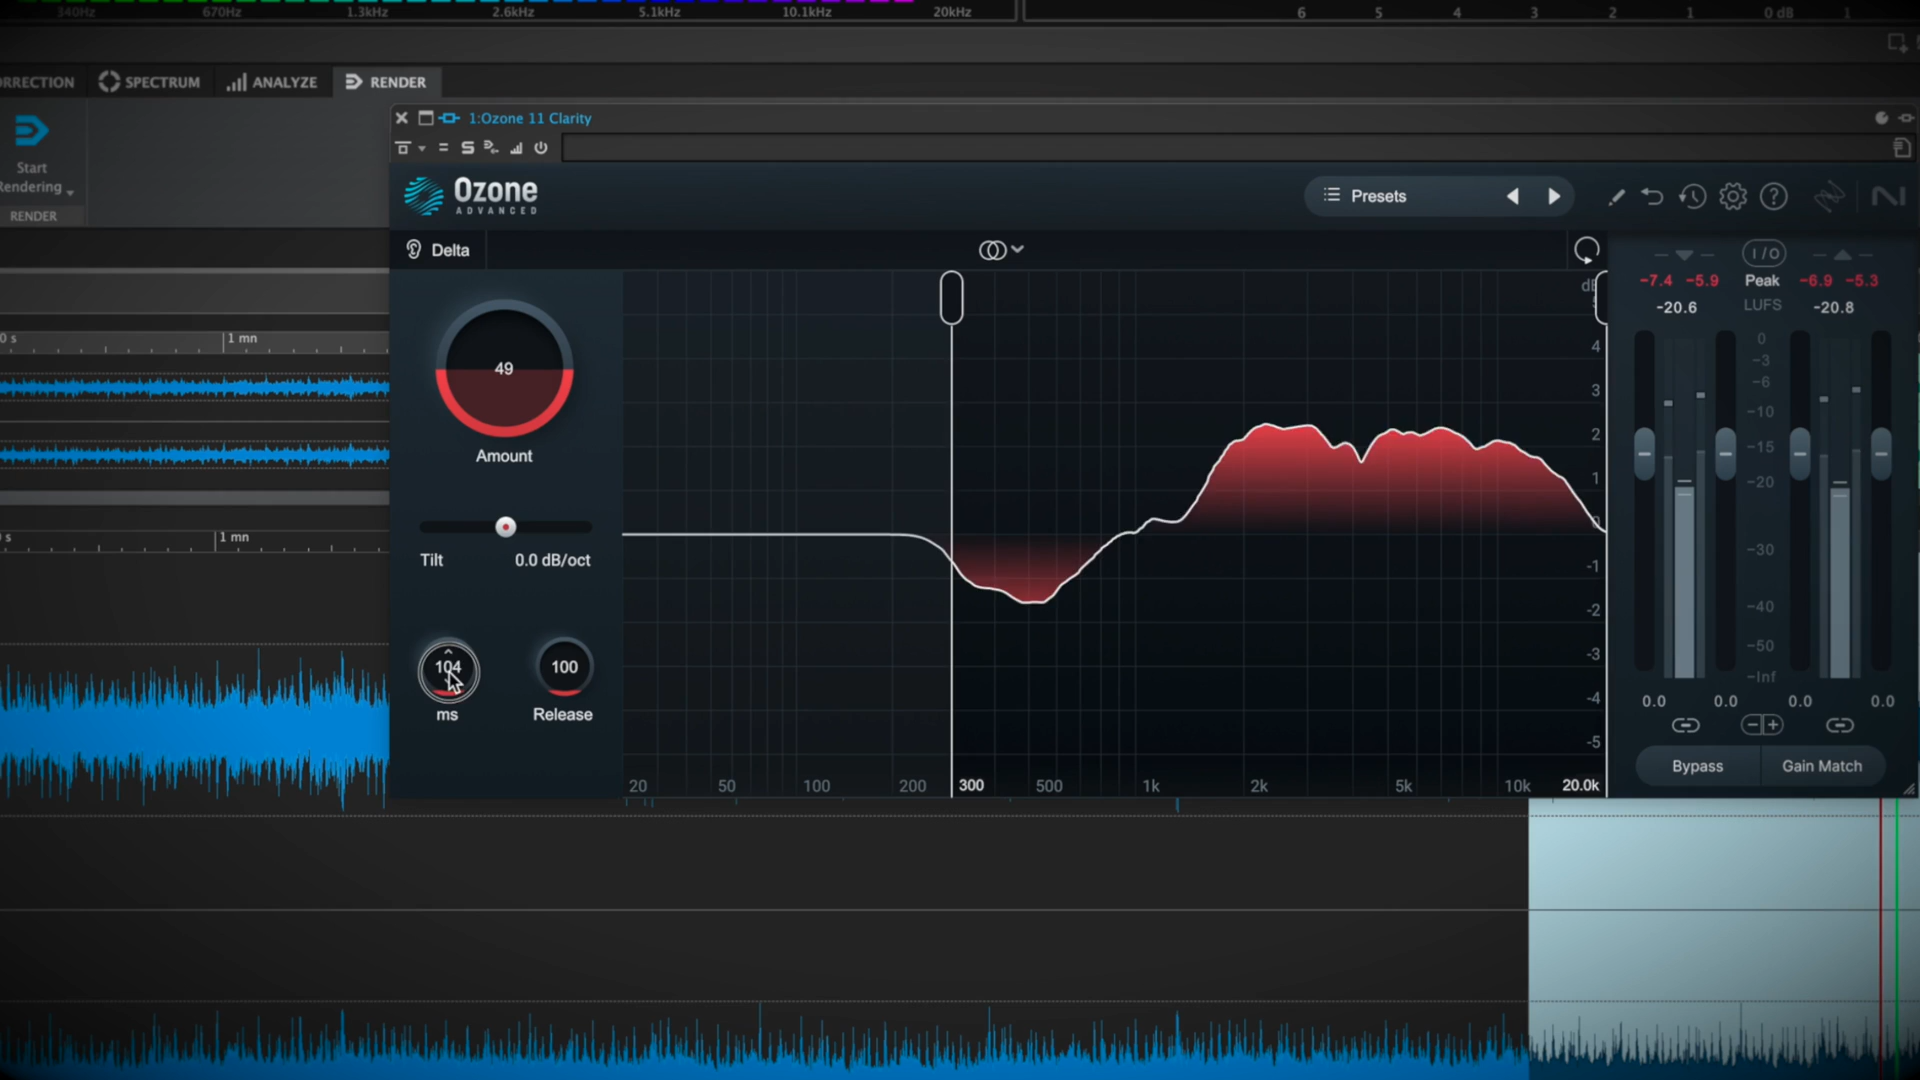 340Hz 670Hz 1.3kHz 2.6kHz 5.1kHz 10.1kHz 20kHz 6 5 4 3 2 1 0 dB 1
ORRECTION SPECTRUM ANALYZE RENDER
1:Ozone 11 Clarity
Start
Rendering
RENDER
Ozone
ADVANCED
Presets
Delta
I/O
-7.4 -5.9 Peak -6.9 -5.3
-20.6 LUFS -20.8
49
Amount
Tilt 0.0 dB/oct
104 100
ms Release
4
3
2
1
0
-1
-2
-3
-4
-5
20 50 100 200 300 500 1k 2k 5k 10k 20.0k
0
-3
-6
-10
-15
-20
-30
-40
-50
-Inf
0.0 0.0 0.0 0.0
Bypass Gain Match
0 s 1 mn
s 1 mn